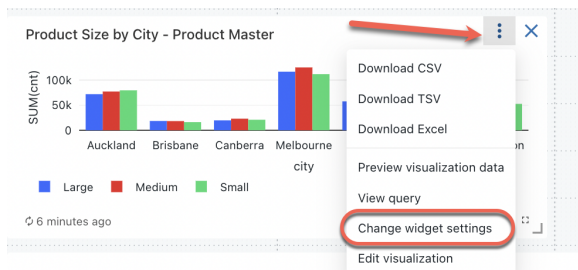 Product Size by City - Product Master
SUM(cnt)
100k
50k
0
Auckland Brisbane Canberra Melbourne
city
Large Medium Small
6 minutes ago
Download CSV
Download TSV
Download Excel
Preview visualization data
View query
Change widget settings
Edit visualization
on